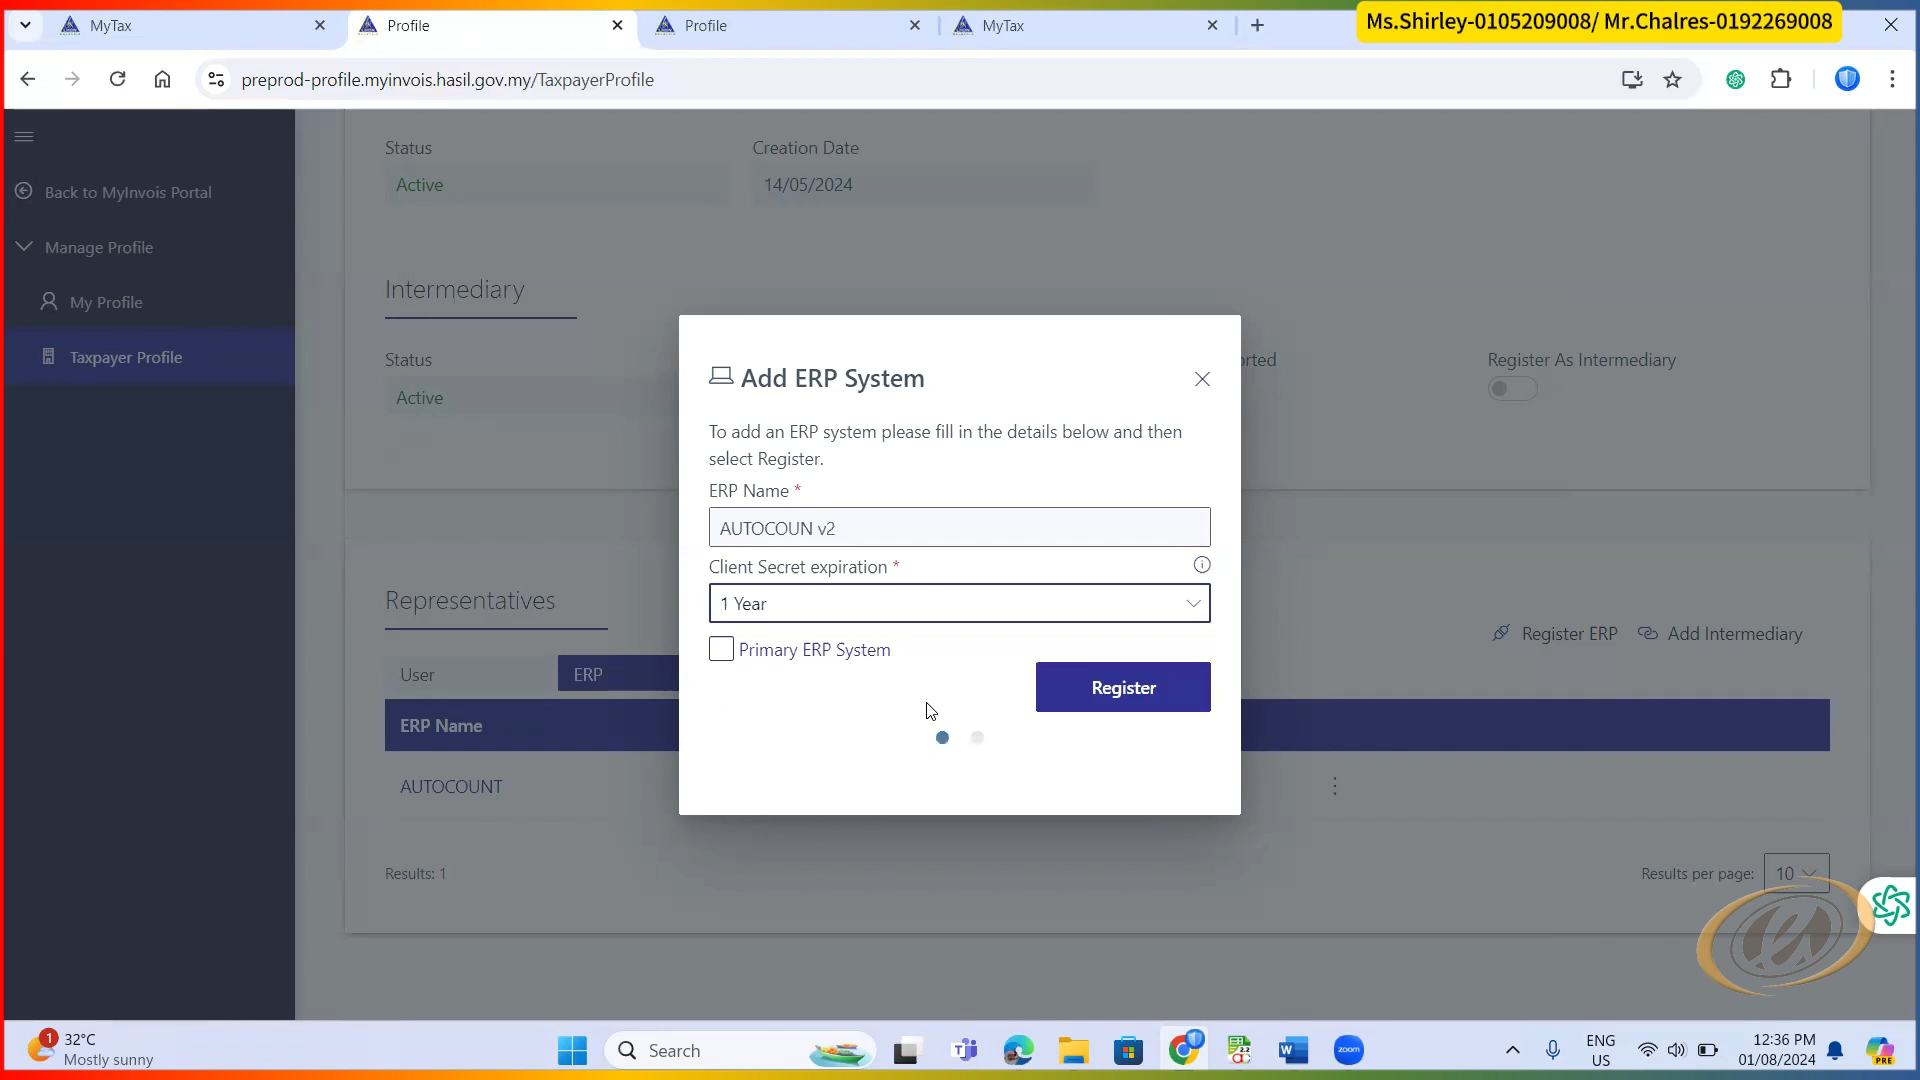 MyTax
Profile
Profile
MyTax
Ms.Shirley-0105209008/ Mr.Chalres-0192269008
preprod-profile.myinvois.hasil.gov.my/TaxpayerProfile
Status
Creation Date
Active
14/05/2024
Back to MyInvois Portal
Manage Profile
My Profile
Taxpayer Profile
Intermediary
Status
orted
Register As Intermediary
Active
Add ERP System
To add an ERP system please fill in the details below and then
select Register.
ERP Name *
AUTOCOUN v2
Client Secret expiration *
1 Year
Primary ERP System
Register
Representatives
Register ERP
Add Intermediary
User
ERP
ERP Name
AUTOCOUNT
Results: 1
Results per page:
10
1
32°C
Mostly sunny
Search
zoom
ENG
US
12:36 PM
01/08/2024
PRE